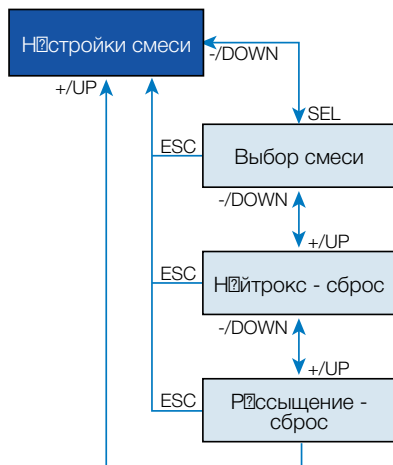 Н⍰стройки смеси
-/DOWN
+/UP
SEL
ESC
Выбор смеси
-/DOWN
+/UP
ESC
Н⍰йтрокс - сброс
-/DOWN
+/UP
ESC
Р⍰ссыщение -
сброс